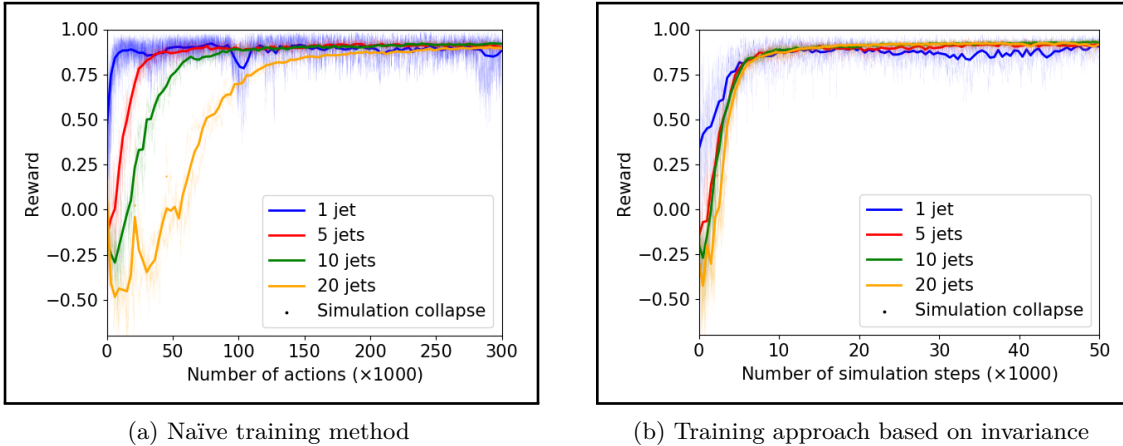 1.00
0.75
0.50
0.25
0.00
−0.25
−0.50
Reward
1 jet
5 jets
10 jets
20 jets
Simulation collapse
0 50 100 150 200 250 300
Number of actions (×1000)
(a) Naïve training method
1.00
0.75
0.50
0.25
0.00
−0.25
−0.50
Reward
1 jet
5 jets
10 jets
20 jets
Simulation collapse
0 10 20 30 40 50
Number of simulation steps (×1000)
(b) Training approach based on invariance